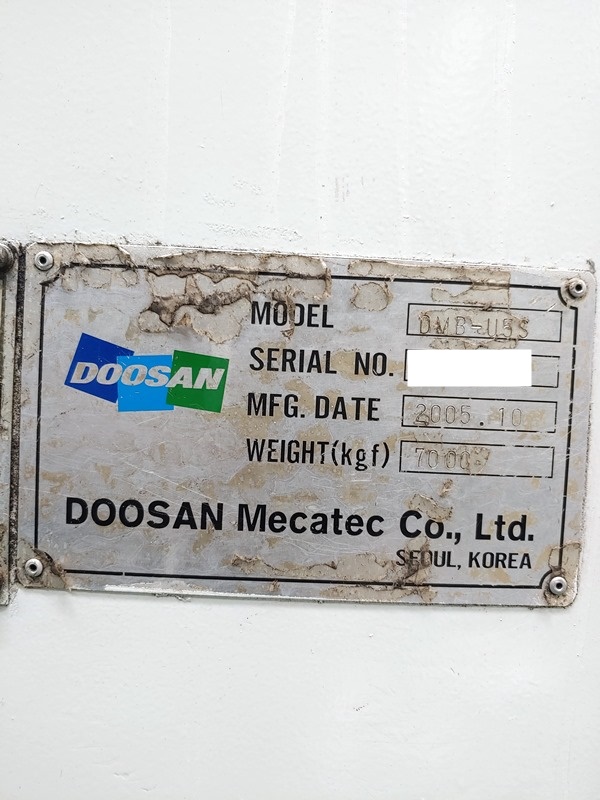 DOOSAN
MODEL
SERIAL NO.
MFG. DATE 2005.10
WEIGHT(kgf) 7000
DOOSAN Mecatec Co., Ltd.
SEOUL, KOREA